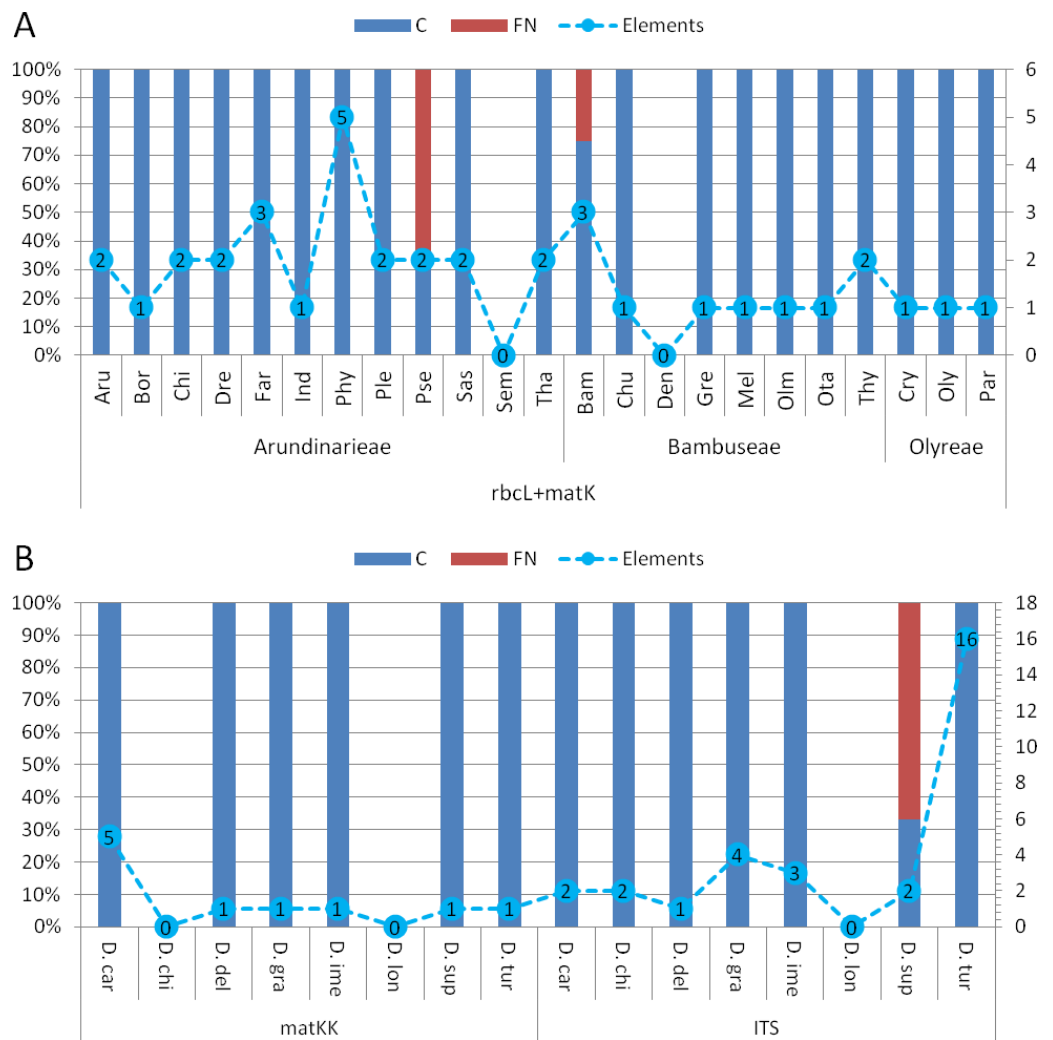 A
C FN Elements
100% 6
90%
80% 5
70%
60% 4
50% 3
40%
30% 2
20% 1
10%
0% 0
2 1 2 2 3 1 5 2 2 2 0 2 3 1 0 1 1 1 1 2 1 1 1
Aru Bor Chi Dre Far Ind Phy Ple Pse Sas Sem Tha Bam Chu Den Gre Mel Olm Otta Thy Cry Oly Par
Arundinarieae Bambuseae Olyreae
rbcL+matK
B
C FN Elements
100% 18
90% 16
80% 14
70% 12
60% 10
50%
40% 8
30% 6
20% 4
10% 2
0% 0
5 0 1 1 1 0 1 1 2 2 1 4 3 0 2 16
D. car D. chi D. del D. gra D. ime D. lon D. sup D. tur D. car D. chi D. del D. gra D. ime D. lon D. sup D. tur
matKK ITS